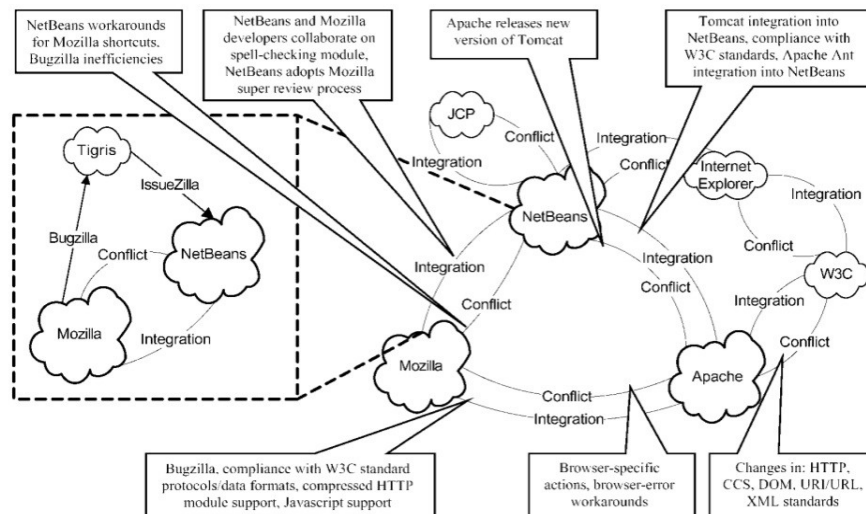 NetBeans workarounds
for Mozilla shortcuts.
Bugzilla inefficiencies
NetBeans and Mozilla
developers collaborate on
spell-checking module,
NetBeans adopts Mozilla
super review process
Apache releases new
version of Tomcat
Tomcat integration into
NetBeans, compliance with
W3C standards, Apache Ant
integration into NetBeans
Tigris
IssueZilla
Bugzilla
Conflict
NetBeans
Mozilla
Integration
JCP
Conflict
Integration
NetBeans
Integration
Conflict
Internet
Explorer
Integration
Conflict
W3C
Integration
Conflict
Integration
Conflict
Integration
Conflict
Mozilla
Apache
Conflict
Integration
Bugzilla, compliance with W3C standard
protocols/data formats, compressed HTTP
module support, Javascript support
Browser-specific
actions, browser-error
workarounds
Changes in: HTTP,
CCS, DOM, URI/URL,
XML standards